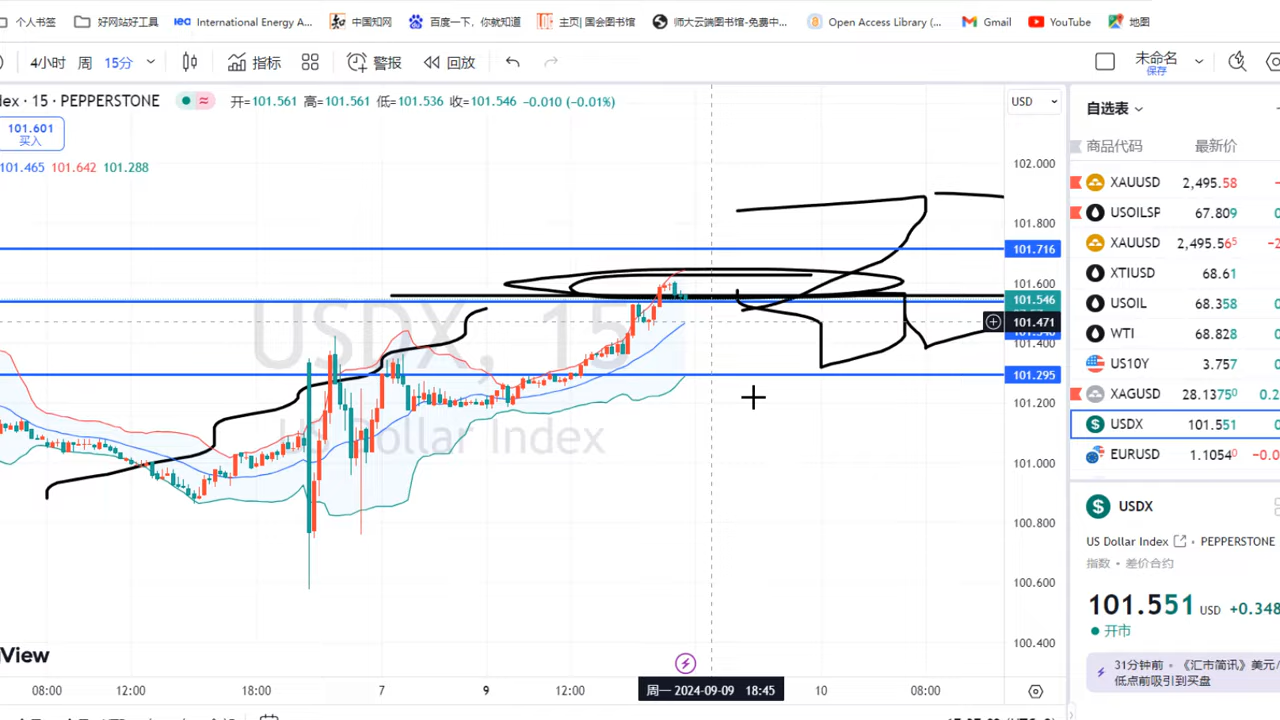 个人书签 好网站好工具 iea International Energy A... 中国知网 百度一下，你就知道 主页| 国会图书馆 师大云端图书馆-免费中... Open Access Library (... Gmail YouTube 地图
4小时 周 15分 指标 警报 回放 未命名
保存
dex · 15 · PEPPERSTONE 开=101.561 高=101.561 低=101.536 收=101.546 -0.010 (-0.01%) USD
101.601
买入
101.465 101.642 101.288
102.000
101.800
101.716
101.600
101.546
101.471
101.400
101.295
101.200
101.000
100.800
100.600
100.400
USDX, 15
US Dollar Index
View
08:00 12:00 18:00 7 9 12:00 周一 2024-09-09 18:45 10 08:00
自选表
商品代码 最新价
XAUUSD 2,495.58
USOILSP 67.809
XAUUSD 2,495.565
XTIUSD 68.61
USOIL 68.358
WTI 68.828
US10Y 3.757
XAGUSD 28.13750 0.2
USDX 101.551
EURUSD 1.10540 -0.0
USDX
US Dollar Index · PEPPERSTONE
指数 · 差价合约
101.551 USD +0.348
开市
31分钟前 · 《汇市简讯》美元/
低点前吸引到买盘